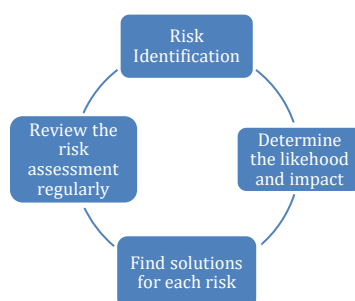 Risk
Identification
Determine
the likehood
and impact
Find solutions
for each risk
Review the
risk
assessment
regularly